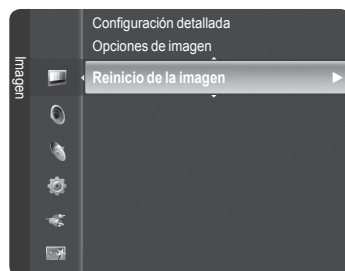 Imagen
Configuración detallada
Opciones de imagen
Reinicio de la imagen